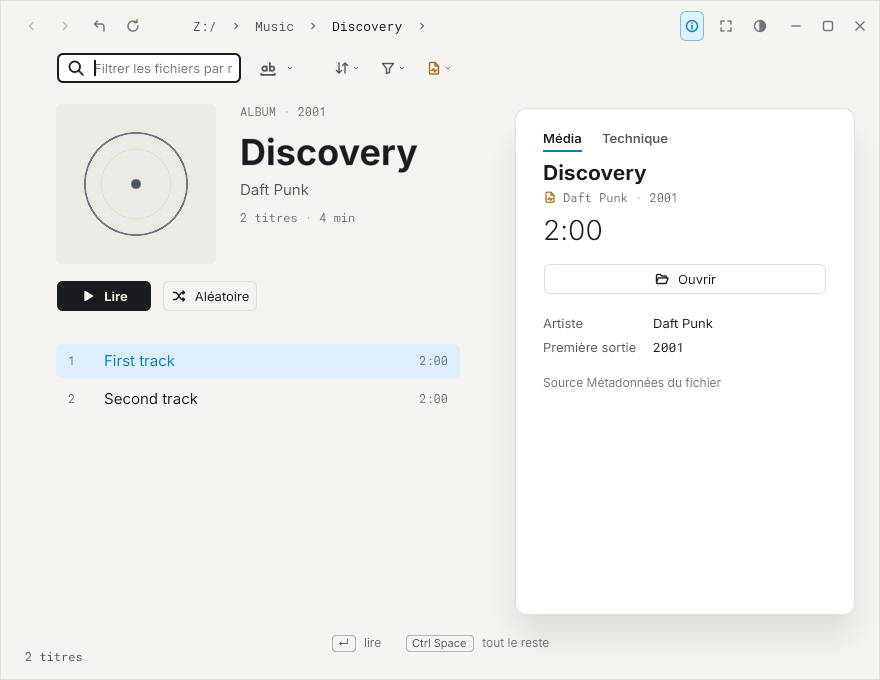 Z:/ Music Discovery
Filtrer les fichiers par r
ab
ALBUM · 2001
Discovery
Daft Punk
2 titres · 4 min
Lire
Aléatoire
1 First track 2:00
2 Second track 2:00
Média Technique
Discovery
Daft Punk · 2001
2:00
Ouvrir
Artiste Daft Punk
Première sortie 2001
Source Métadonnées du fichier
lire Ctrl Space tout le reste
2 titres